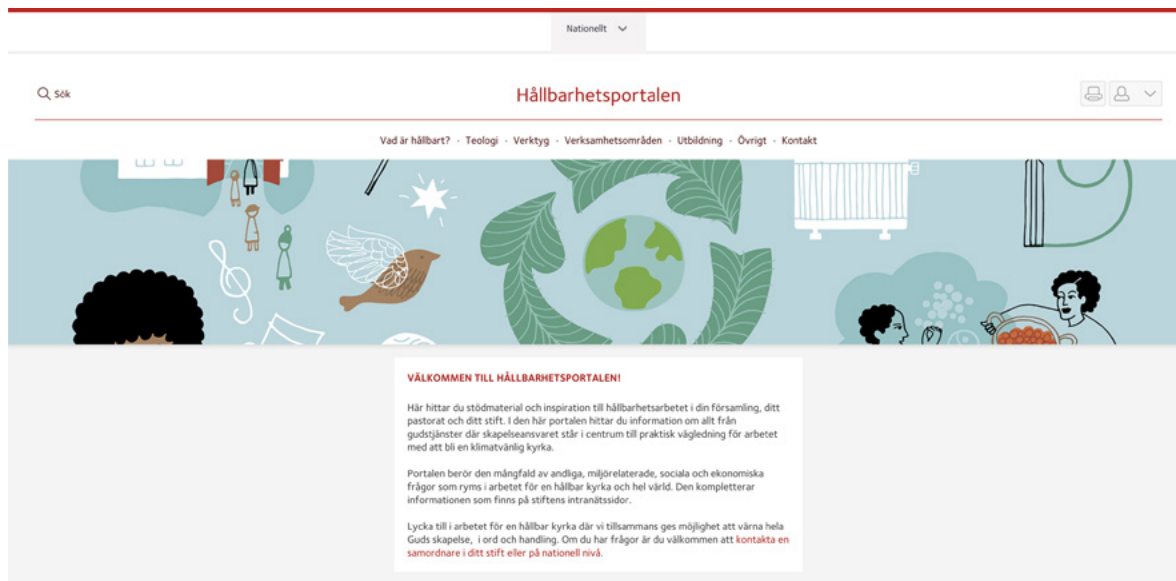 Nationellt
Sök
Hållbarhetsportalen
Vad är hållbart? · Teologi · Verktyg · Verksamhetsområden · Utbildning · Övrigt · Kontakt
VÄLKOMMEN TILL HÅLLBARHETSPORTALEN!
Här hittar du stödmaterial och inspiration till hållbarhetsarbetet i din församling, ditt
pastorat och ditt stift. I den här portalen hittar du information om allt från
gudstjänster där skapelseansvaret står i centrum till praktisk vägledning för arbetet
med att bli en klimatvänlig kyrka.
Portalen berör den mångfald av andliga, miljörelaterade, sociala och ekonomiska
frågor som ryms i arbetet för en hållbar kyrka och hel värld. Den kompletterar
informationen som finns på stiftens intranätssidor.
Lycka till i arbetet för en hållbar kyrka där vi tillsammans ges möjlighet att värna hela
Guds skapelse, i ord och handling. Om du har frågor är du välkommen att kontakta en
samordnare i ditt stift eller på nationell nivå.